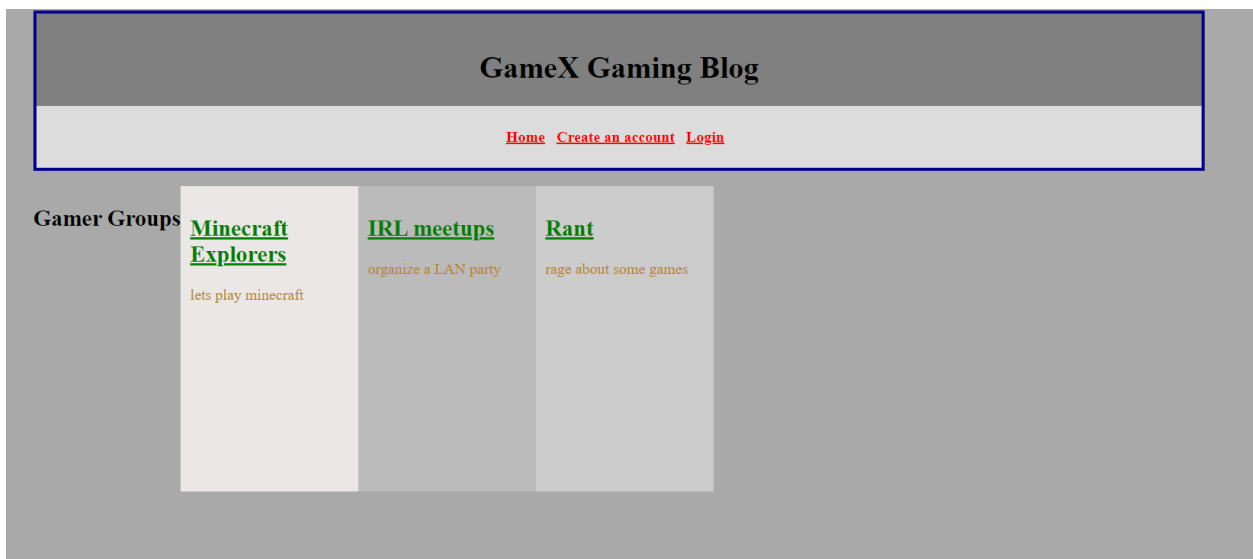 GameX Gaming Blog
Home Create an account Login
Gamer Groups
Minecraft
Explorers
lets play minecraft
IRL meetups
organize a LAN party
Rant
rage about some games